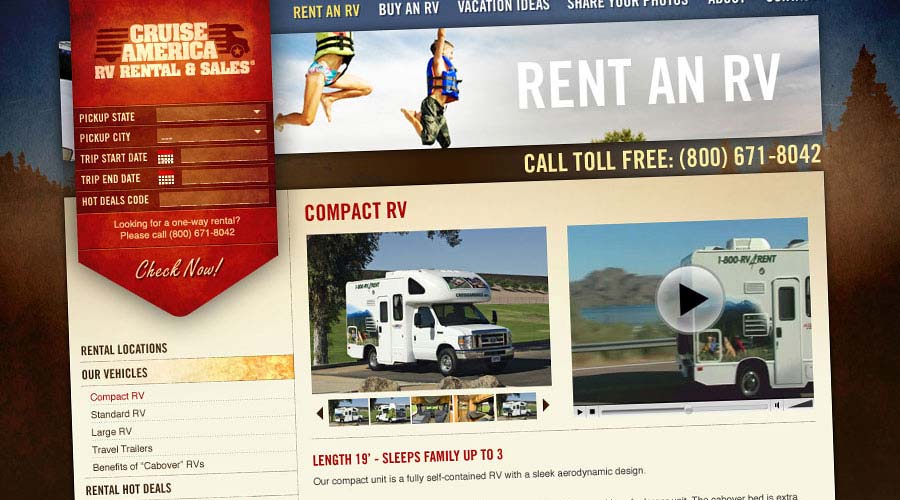 RENT AN RV BUY AN RV VACATION IDEAS SHARE YOUR PHOTOS ABOUT
CRUISE
AMERICA
RV RENTAL & SALES®
RENT AN RV
PICKUP STATE
PICKUP CITY ---
TRIP START DATE
TRIP END DATE
HOT DEALS CODE
Looking for a one-way rental?
Please call (800) 671-8042
Check Now!
CALL TOLL FREE: (800) 671-8042
COMPACT RV
1-800-RV4RENT
CRUISEAMERICA
1-800-RV4RENT
RENTAL LOCATIONS
OUR VEHICLES
Compact RV
Standard RV
Large RV
Travel Trailers
Benefits of "Cabover" RVs
RENTAL HOT DEALS
LENGTH 19' - SLEEPS FAMILY UP TO 3
Our compact unit is a fully self-contained RV with a sleek aerodynamic design.
unit. The cabover bed is extra